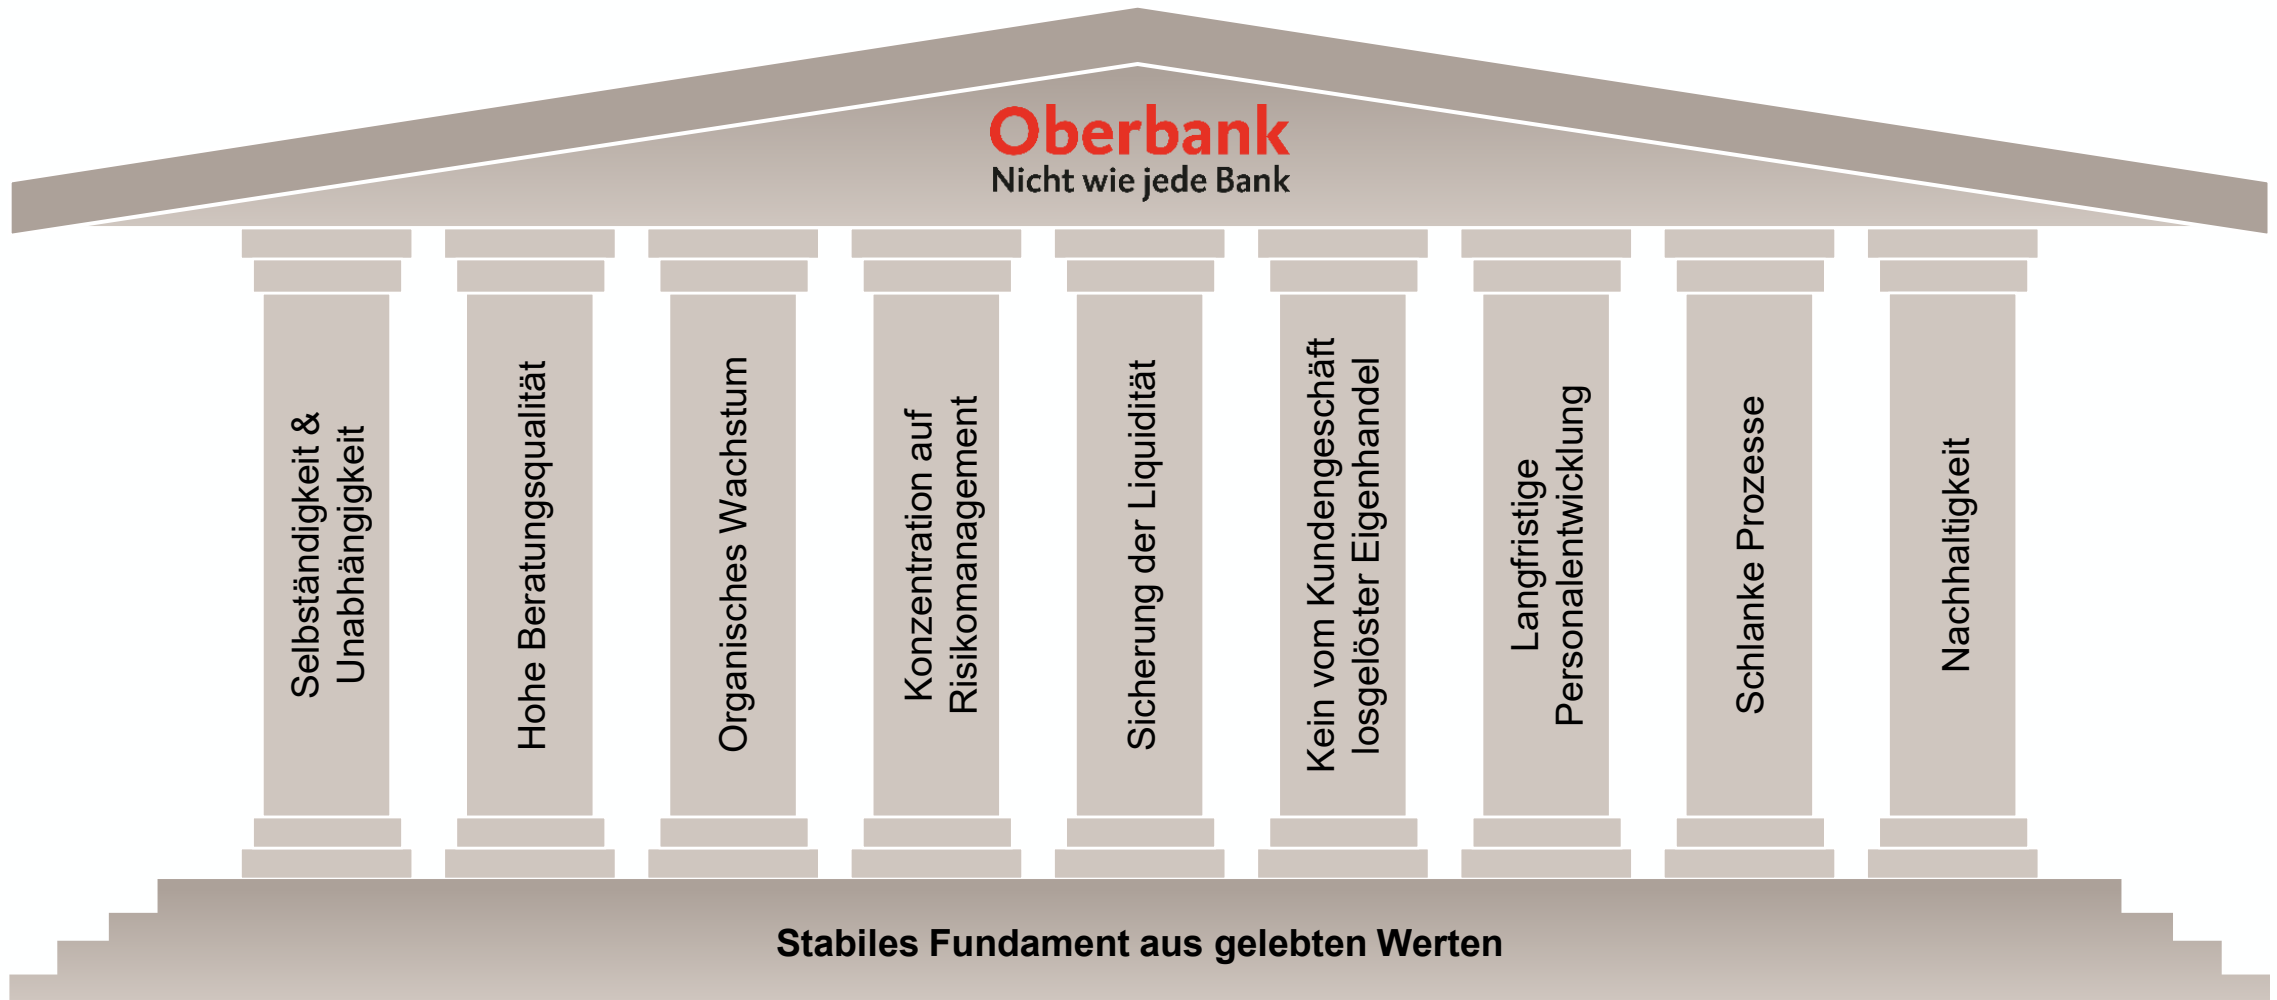 Oberbank
Nicht wie jede Bank
Selbständigkeit &
Unabhängigkeit
Hohe Beratungsqualität
Organisches Wachstum
Konzentration auf
Risikomanagement
Sicherung der Liquidität
Kein vom Kundengeschäft
losgelöster Eigenhandel
Langfristige
Personalentwicklung
Schlanke Prozesse
Nachhaltigkeit
Stabiles Fundament aus gelebten Werten